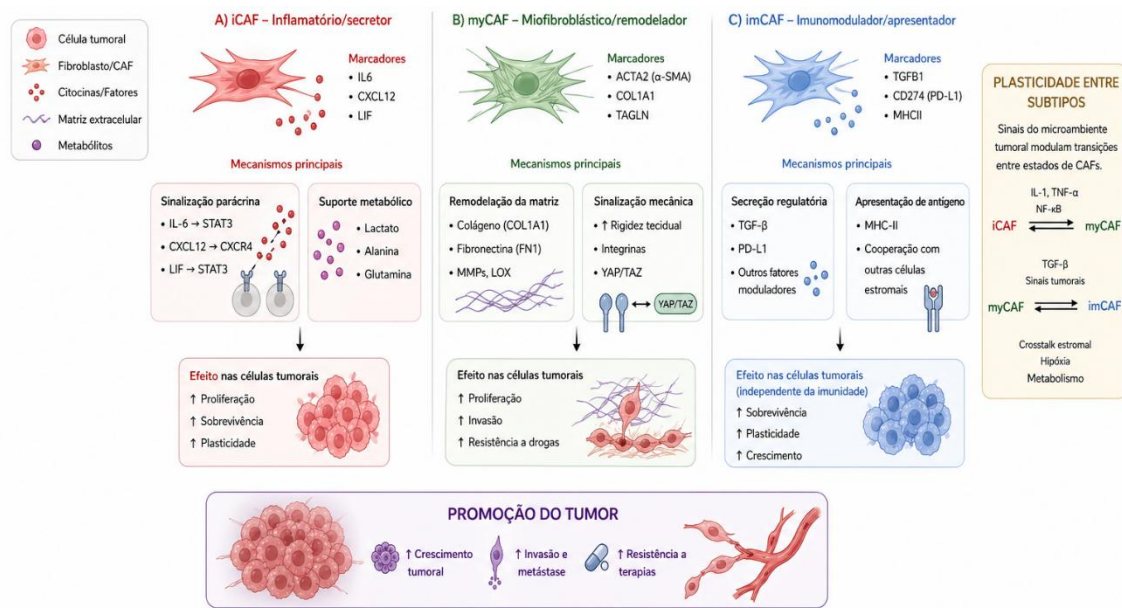 Célula tumoral
Fibroblasto/CAF
Citocinas/Fatores
Matriz extracelular
Metabólitos
A) iCAF – Inflamatório/secretor
Marcadores
• IL6
• CXCL12
• LIF
Mecanismos principais
Sinalização parácrina
• IL-6 → STAT3
• CXCL12 → CXCR4
• LIF → STAT3
Suporte metabólico
• Lactato
• Alanina
• Glutamina
Efeito nas células tumorais
↑ Proliferação
↑ Sobrevivência
↑ Plasticidade
B) myCAF – Miofibroblástico/remodelador
Marcadores
• ACTA2 (α-SMA)
• COL1A1
• TAGLN
Mecanismos principais
Remodelação da matriz
• Colágeno (COL1A1)
• Fibronectina (FN1)
• MMPs, LOX
Sinalização mecânica
• ↑ Rigidez tecidual
• Integrinas
• YAP/TAZ
YAP/TAZ
Efeito nas células tumorais
↑ Proliferação
↑ Invasão
↑ Resistência a drogas
C) imCAF – Imunomodulador/apresentador
Marcadores
• TGFB1
• CD274 (PD-L1)
• MHCII
Mecanismos principais
Secreção regulatória
• TGF-β
• PD-L1
• Outros fatores
moduladores
Apresentação de antígeno
• MHC-II
• Cooperação com
outras células
estromais
Efeito nas células tumorais
(independente da imunidade)
↑ Sobrevivência
↑ Plasticidade
↑ Crescimento
PLASTICIDADE ENTRE
SUBTIPOS
Sinais do microambiente
tumoral modulam transições
entre estados de CAFs.
IL-1, TNF-α
NF-κB
iCAF ⇌ myCAF
TGF-β
Sinais tumorais
myCAF ⇌ imCAF
Crosstalk estromal
Hipóxia
Metabolismo
PROMOÇÃO DO TUMOR
↑ Crescimento
tumoral
↑ Invasão e
metástase
↑ Resistência a
terapias